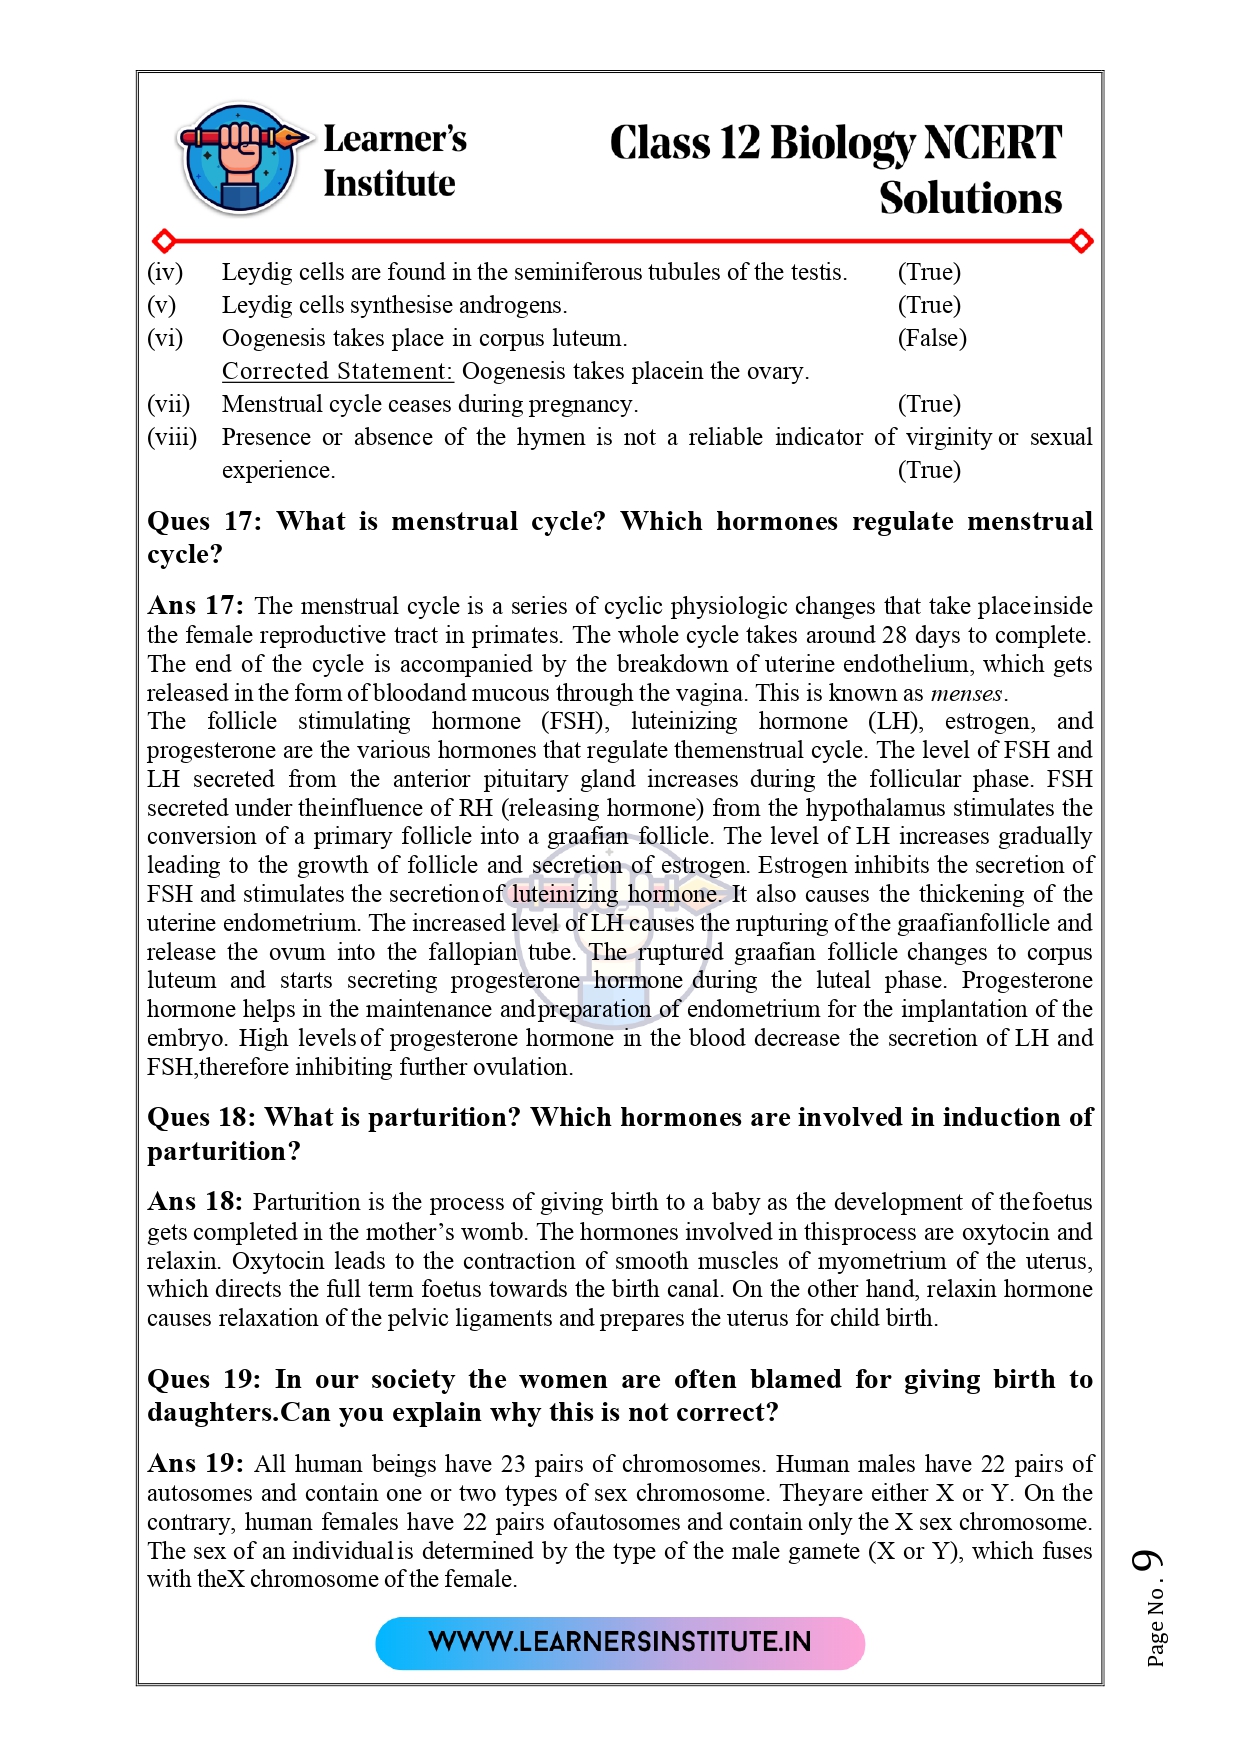 Learner's
Institute
Class 12 Biology NCERT
Solutions
(iv) Leydig cells are found in the seminiferous tubules of the testis. (True)
(v) Leydig cells synthesise androgens. (True)
(vi) Oogenesis takes place in corpus luteum. (False)
Corrected Statement: Oogenesis takes placein the ovary.
(vii) Menstrual cycle ceases during pregnancy. (True)
(viii) Presence or absence of the hymen is not a reliable indicator of virginity or sexual
experience. (True)
Ques 17: What is menstrual cycle? Which hormones regulate menstrual
cycle?
Ans 17: The menstrual cycle is a series of cyclic physiologic changes that take placeinside
the female reproductive tract in primates. The whole cycle takes around 28 days to complete.
The end of the cycle is accompanied by the breakdown of uterine endothelium, which gets
released in the form of bloodand mucous through the vagina. This is known as menses.
The follicle stimulating hormone (FSH), luteinizing hormone (LH), estrogen, and
progesterone are the various hormones that regulate themenstrual cycle. The level of FSH and
LH secreted from the anterior pituitary gland increases during the follicular phase. FSH
secreted under theinfluence of RH (releasing hormone) from the hypothalamus stimulates the
conversion of a primary follicle into a graafian follicle. The level of LH increases gradually
leading to the growth of follicle and secretion of estrogen. Estrogen inhibits the secretion of
FSH and stimulates the secretionof luteinizing hormone. It also causes the thickening of the
uterine endometrium. The increased level of LH causes the rupturing of the graafianfollicle and
release the ovum into the fallopian tube. The ruptured graafian follicle changes to corpus
luteum and starts secreting progesterone hormone during the luteal phase. Progesterone
hormone helps in the maintenance andpreparation of endometrium for the implantation of the
embryo. High levels of progesterone hormone in the blood decrease the secretion of LH and
FSH,therefore inhibiting further ovulation.
Ques 18: What is parturition? Which hormones are involved in induction of
parturition?
Ans 18: Parturition is the process of giving birth to a baby as the development of thefoetus
gets completed in the mother's womb. The hormones involved in thisprocess are oxytocin and
relaxin. Oxytocin leads to the contraction of smooth muscles of myometrium of the uterus,
which directs the full term foetus towards the birth canal. On the other hand, relaxin hormone
causes relaxation of the pelvic ligaments and prepares the uterus for child birth.
Ques 19: In our society the women are often blamed for giving birth to
daughters.Can you explain why this is not correct?
Ans 19: All human beings have 23 pairs of chromosomes. Human males have 22 pairs of
autosomes and contain one or two types of sex chromosome. Theyare either X or Y. On the
contrary, human females have 22 pairs ofautosomes and contain only the X sex chromosome.
The sex of an individual is determined by the type of the male gamete (X or Y), which fuses
with theX chromosome of the female.
WWW.LEARNERSINSTITUTE.IN
Page No. 9